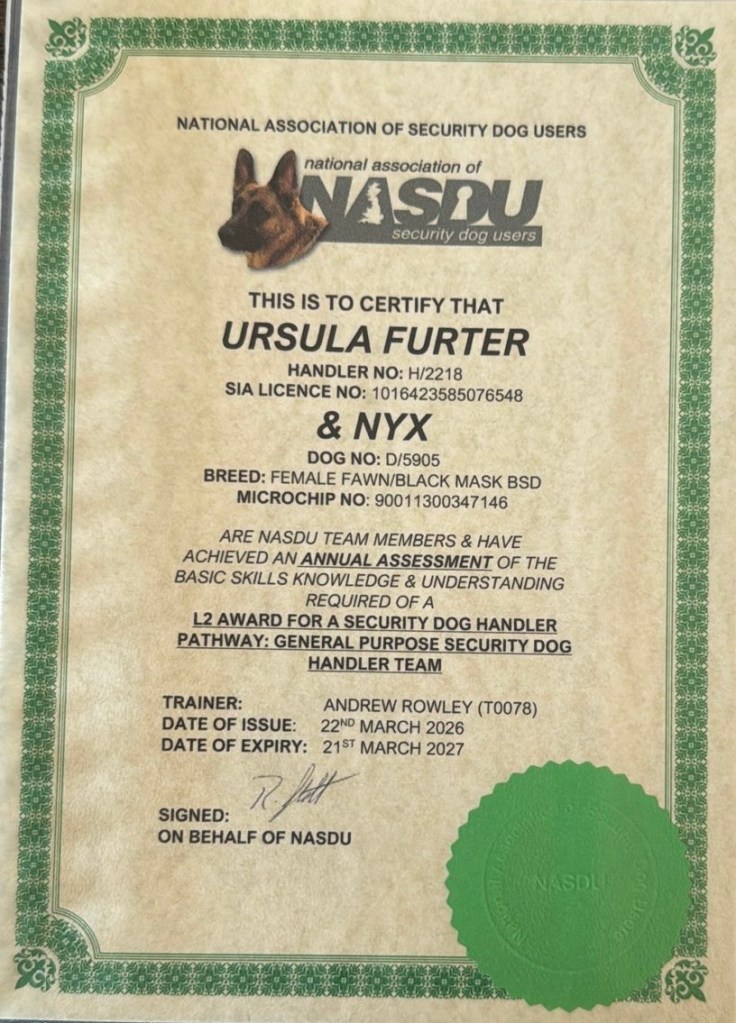 NATIONAL ASSOCIATION OF SECURITY DOG USERS
national association of
NASDU
security dog users
THIS IS TO CERTIFY THAT
URSULA FURTER
HANDLER NO: H/2218
SIA LICENCE NO: 1016423585076548
& NYX
DOG NO: D/5905
BREED: FEMALE FAWN/BLACK MASK BSD
MICROCHIP NO: 90011300347146
ARE NASDU TEAM MEMBERS & HAVE
ACHIEVED AN ANNUAL ASSESSMENT OF THE
BASIC SKILLS KNOWLEDGE & UNDERSTANDING
REQUIRED OF A
L2 AWARD FOR A SECURITY DOG HANDLER
PATHWAY: GENERAL PURPOSE SECURITY DOG
HANDLER TEAM
TRAINER: ANDREW ROWLEY (T0078)
DATE OF ISSUE: 22ND MARCH 2026
DATE OF EXPIRY: 21ST MARCH 2027
SIGNED:
ON BEHALF OF NASDU
NASDU